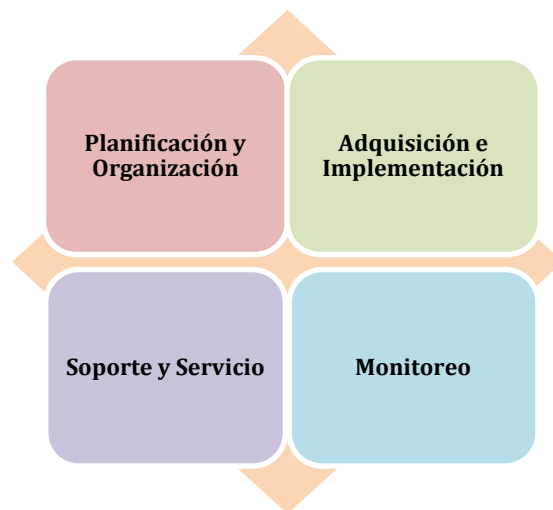 Planificación y
Organización
Adquisición e
Implementación
Soporte y Servicio
Monitoreo